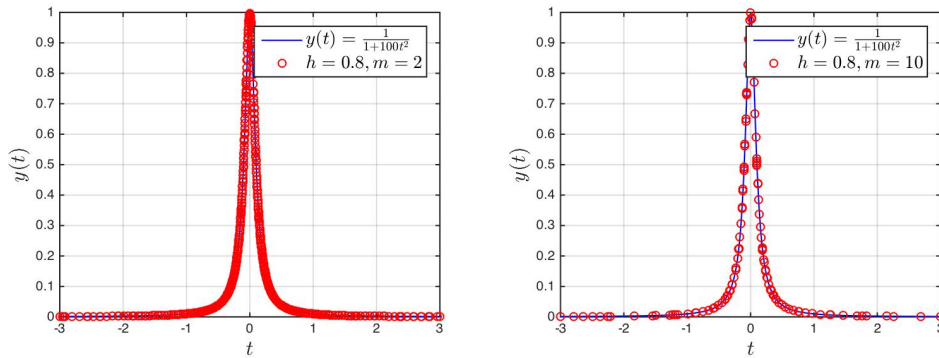 1
0.9
0.8
0.7
0.6
0.5
0.4
0.3
0.2
0.1
0
-3 -2 -1 0 1 2 3
t
y(t)
y(t) = 1/(1+100t²)
h = 0.8, m = 2
1
0.9
0.8
0.7
0.6
0.5
0.4
0.3
0.2
0.1
0
-3 -2 -1 0 1 2 3
t
y(t)
y(t) = 1/(1+100t²)
h = 0.8, m = 10